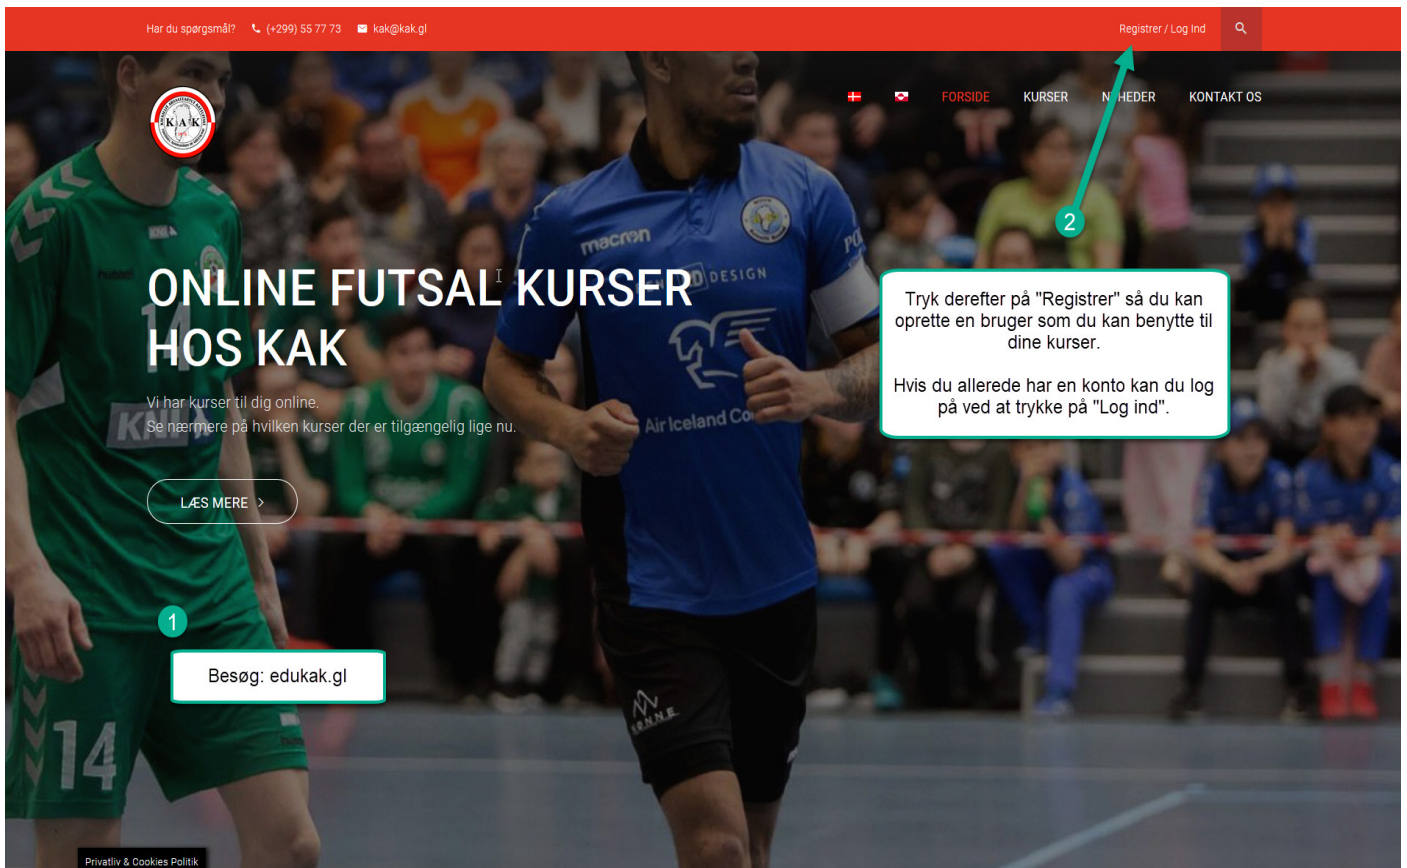 Har du spørgsmål? (+299) 55 77 73 kak@kak.gl
Registrer / Log Ind
KAK
FORSIDE KURSER NYHEDER KONTAKT OS
2
macron
DESIGN
ONLINE FUTSAL KURSER
HOS KAK
Vi har kurser til dig online.
Se nærmere på hvilken kurser der er tilgængelig lige nu.
Air Iceland Co
LÆS MERE >
Tryk derefter på "Registrer" så du kan
oprette en bruger som du kan benytte til
dine kurser.
Hvis du allerede har en konto kan du log
på ved at trykke på "Log ind".
1
Besøg: edukak.gl
14
14
Privatliv & Cookies Politik